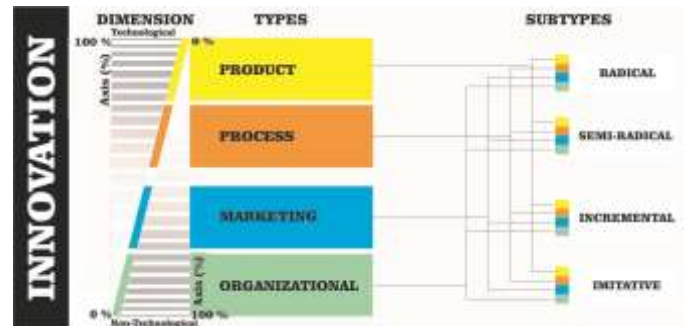 INNOVATION
DIMENSION TYPES SUBTYPES
Technological
100 % 0 %
Axis (%)
PRODUCT
PROCESS
MARKETING
ORGANIZATIONAL
Axis (%)
0 % 100 %
Non-Technological
RADICAL
SEMI-RADICAL
INCREMENTAL
IMITATIVE